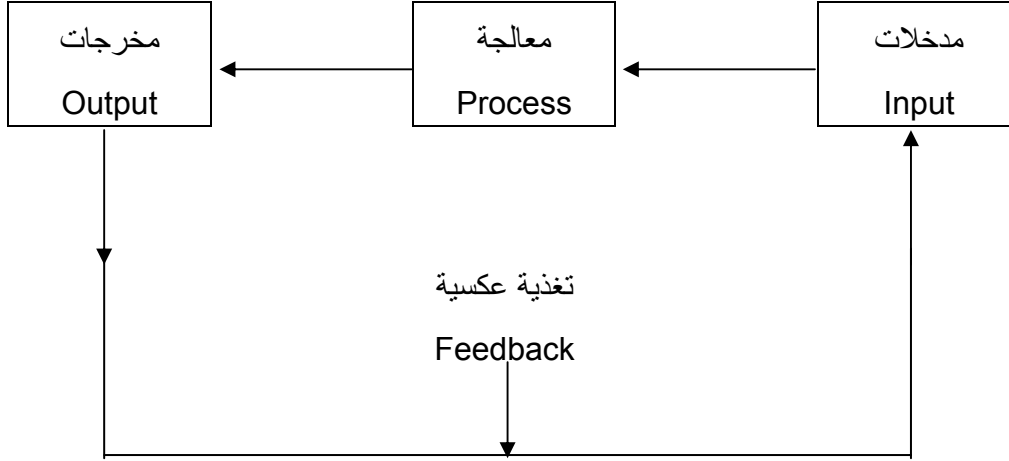 مدخلات
Input
معالجة
Process
مخرجات
Output
تغذية عكسية
Feedback